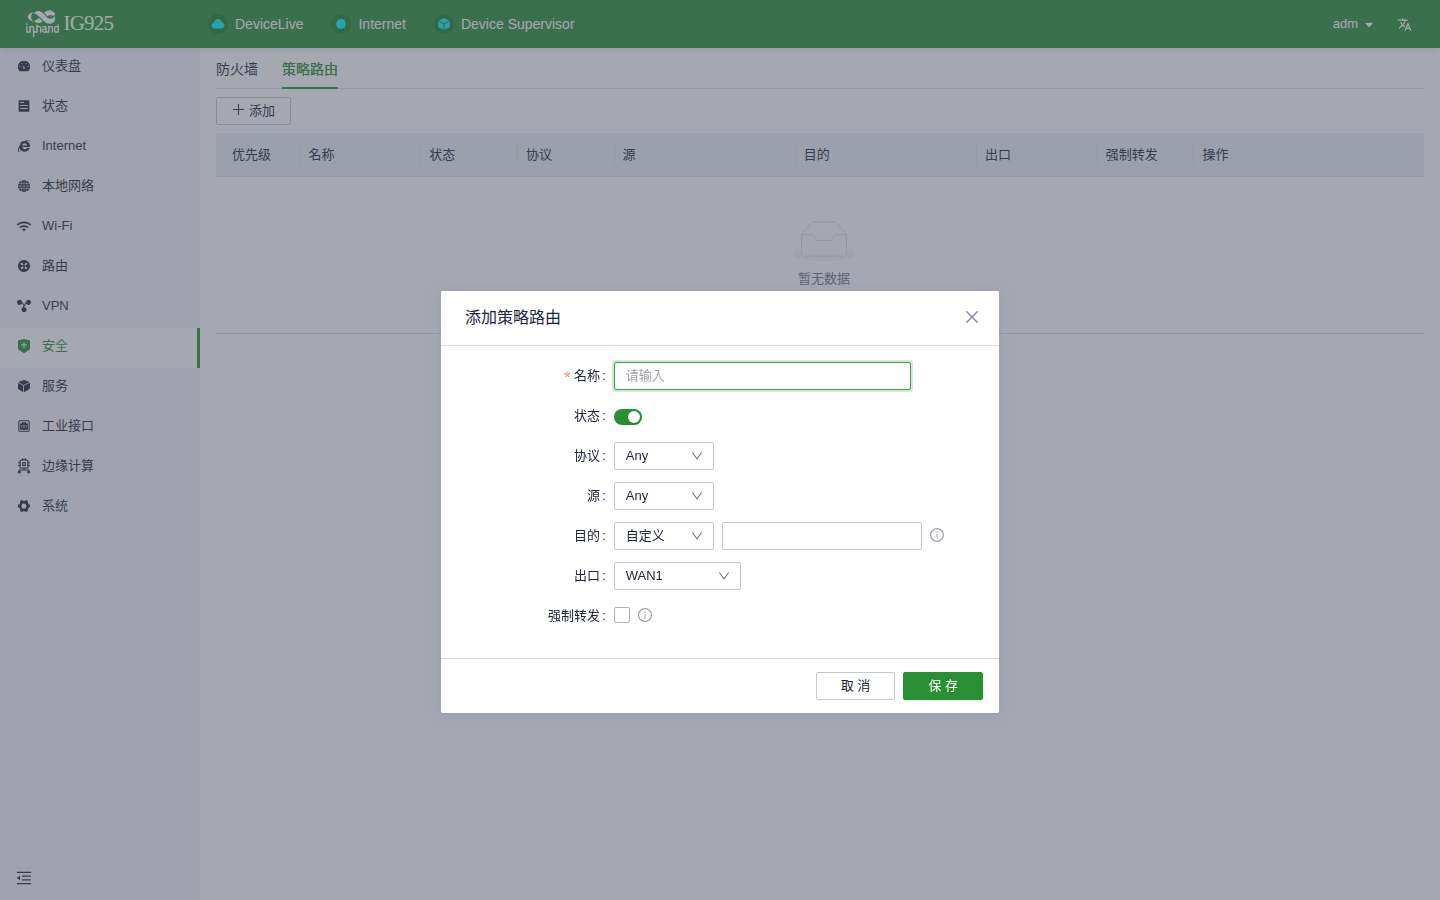 inhand IG925
DeviceLive
Internet
Device Supervisor
adm
仪表盘
状态
Internet
本地网络
Wi-Fi
路由
VPN
安全
服务
工业接口
边缘计算
系统
防火墙
策略路由
添加
优先级
名称
状态
协议
源
目的
出口
强制转发
操作
暂无数据
添加策略路由
* 名称: 请输入
状态:
协议: Any
源: Any
目的: 自定义
出口: WAN1
强制转发:
取 消
保 存